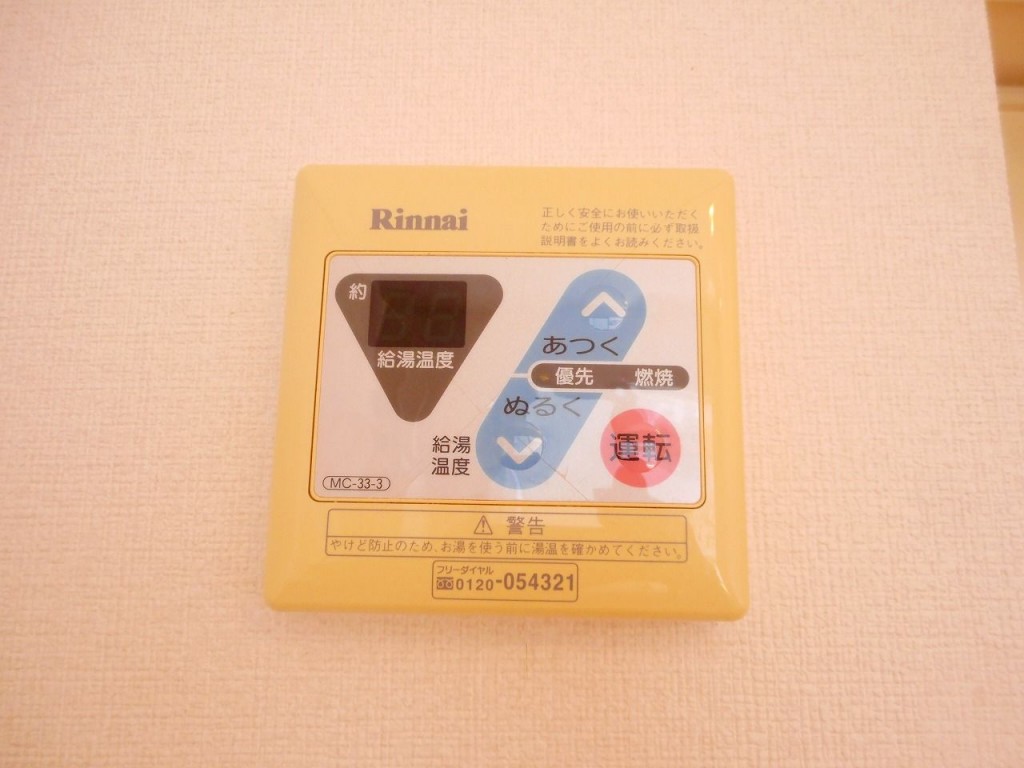 Rinnai
正しく安全にお使いいただく
ためにご使用の前に必ず取扱
説明書をよくお読みください。
約
給湯温度
あつく
優先 燃焼
ぬるく
給湯
温度
運転
MC-33-3
⚠ 警告
やけど防止のため、お湯を使う前に湯温を確かめてください。
フリーダイヤル
0120-054321